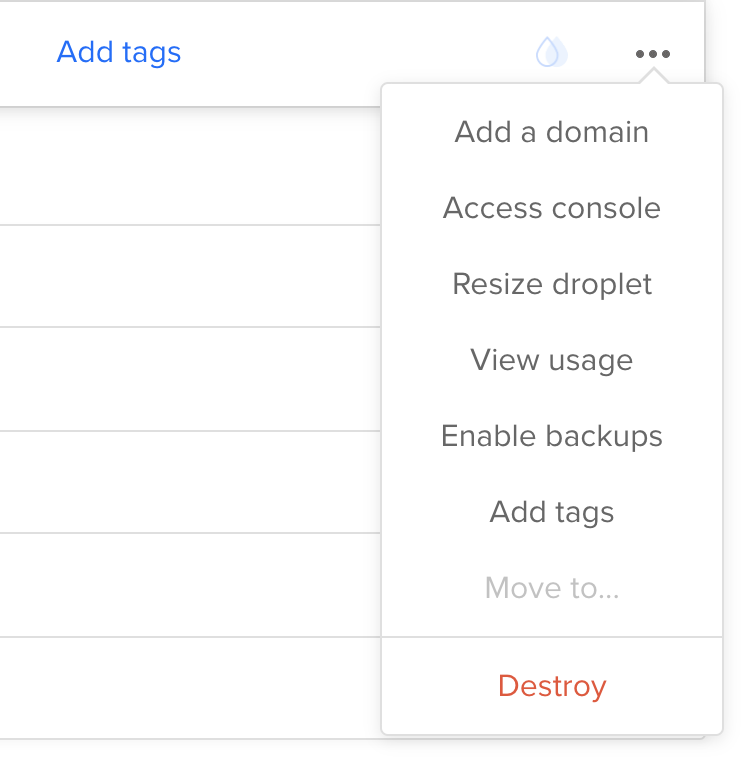 Add tags
Add a domain
Access console
Resize droplet
View usage
Enable backups
Add tags
Move to...
Destroy